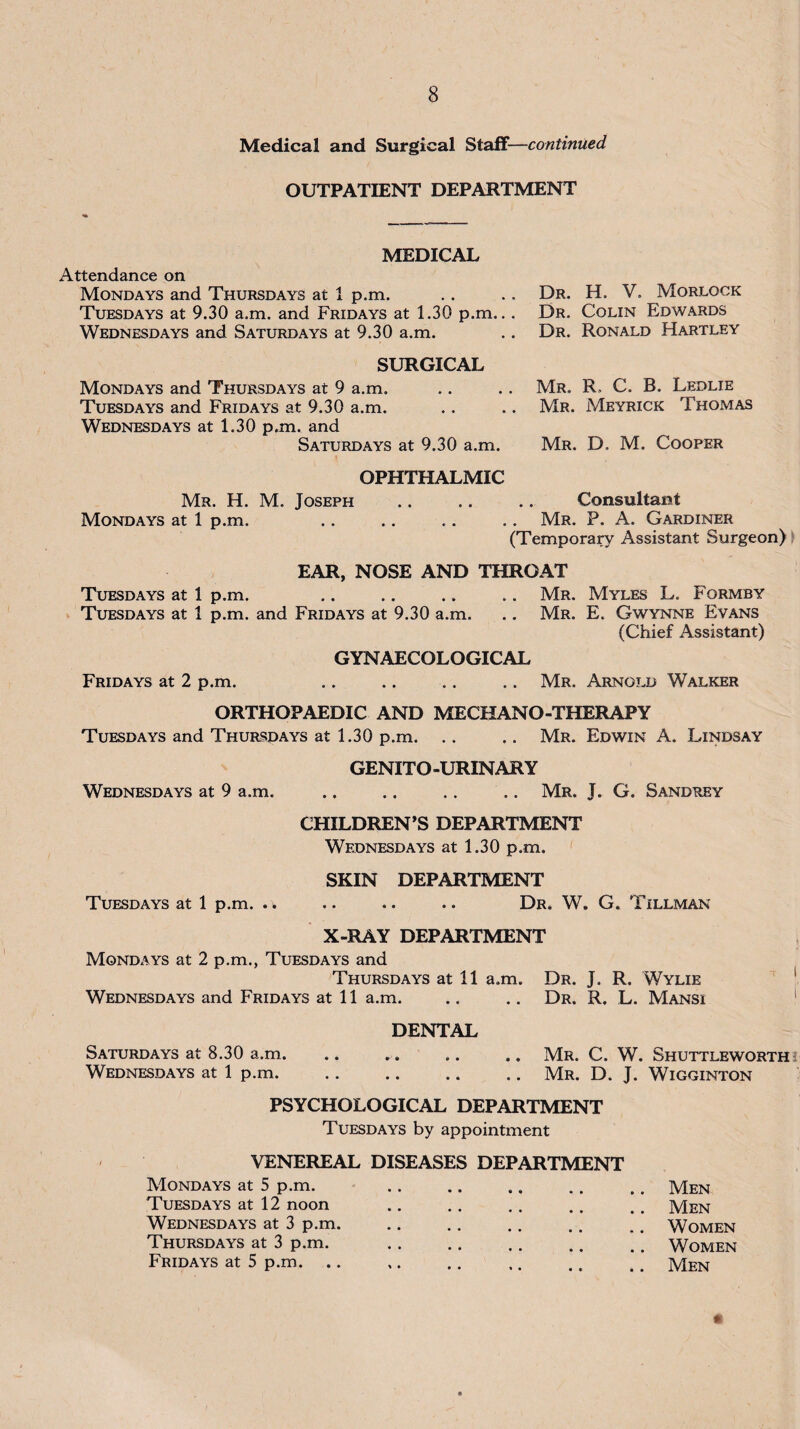 8
Medical and Surgical Staff—continued
OUTPATIENT DEPARTMENT
MEDICAL
Attendance on
Mondays and Thursdays at 1 p.m. .. .. Dr. H. V. Morlock
Tuesdays at 9.30 a.m. and Fridays at 1.30 p.m... Dr. Colin Edwards
Wednesdays and Saturdays at 9.30 a.m. .. Dr. Ronald Hartley
SURGICAL
Mondays and Thursdays at 9 a.m. .. .. Mr. R. C. B. Ledlie
Tuesdays and Fridays at 9.30 a.m. .. .. Mr. Meyrick Thomas
Wednesdays at 1.30 p.m. and
Saturdays at 9.30 a.m. Mr. D. M. Cooper
OPHTHALMIC
Mr. H. M. Joseph .. .. .. Consultant
Mondays at 1 p.m. .. .. .. .. Mr. P. A. Gardiner
(Temporary Assistant Surgeon)
EAR, NOSE AND THROAT
Tuesdays at 1 p.m. .. .. .. .. Mr. Myles L. Formby
Tuesdays at 1 p.m. and Fridays at 9.30 a.m. .. Mr. E. Gwynne Evans
(Chief Assistant)
GYNAECOLOGICAL
Fridays at 2 p.m. .. .. .. .. Mr. Arnold Walker
ORTHOPAEDIC AND MECHANO-THERAPY
Tuesdays and Thursdays at 1.30 p.m. .. .. Mr. Edwin A. Lindsay
GENITO-URINARY
Wednesdays at 9 a.m. .. .. .. .. Mr. J. G. Sandrey
CHILDREN'S DEPARTMENT
Wednesdays at 1.30 p.m.
SKIN DEPARTMENT
Tuesdays at 1 p.m. .. .. .. .. Dr. W. G. Tillman
X-RAY DEPARTMENT
Mondays at 2 p.m., Tuesdays and
Thursdays at 11 a.m. Dr. J. R. Wylie
Wednesdays and Fridays at 11 a.m. .. .. Dr. R. L. Mansi
DENTAL
Saturdays at 8.30 a.m. .. .. .. .. Mr. C. W. Shuttleworth
Wednesdays at 1 p.m. .. .. .. .. Mr. D. J. Wigginton
PSYCHOLOGICAL DEPARTMENT
Tuesdays by appointment
VENEREAL DISEASES DEPARTMENT
Mondays at 5 p.m. .. .. .. .. .. Men
Tuesdays at 12 noon .. .. .. .. .. Men
Wednesdays at 3 p.m. .. .. .. .. .. Women
Thursdays at 3 p.m. .. .. .. .. .. Women
Fridays at 5 p.m. .. .. .. .. .. .. Men